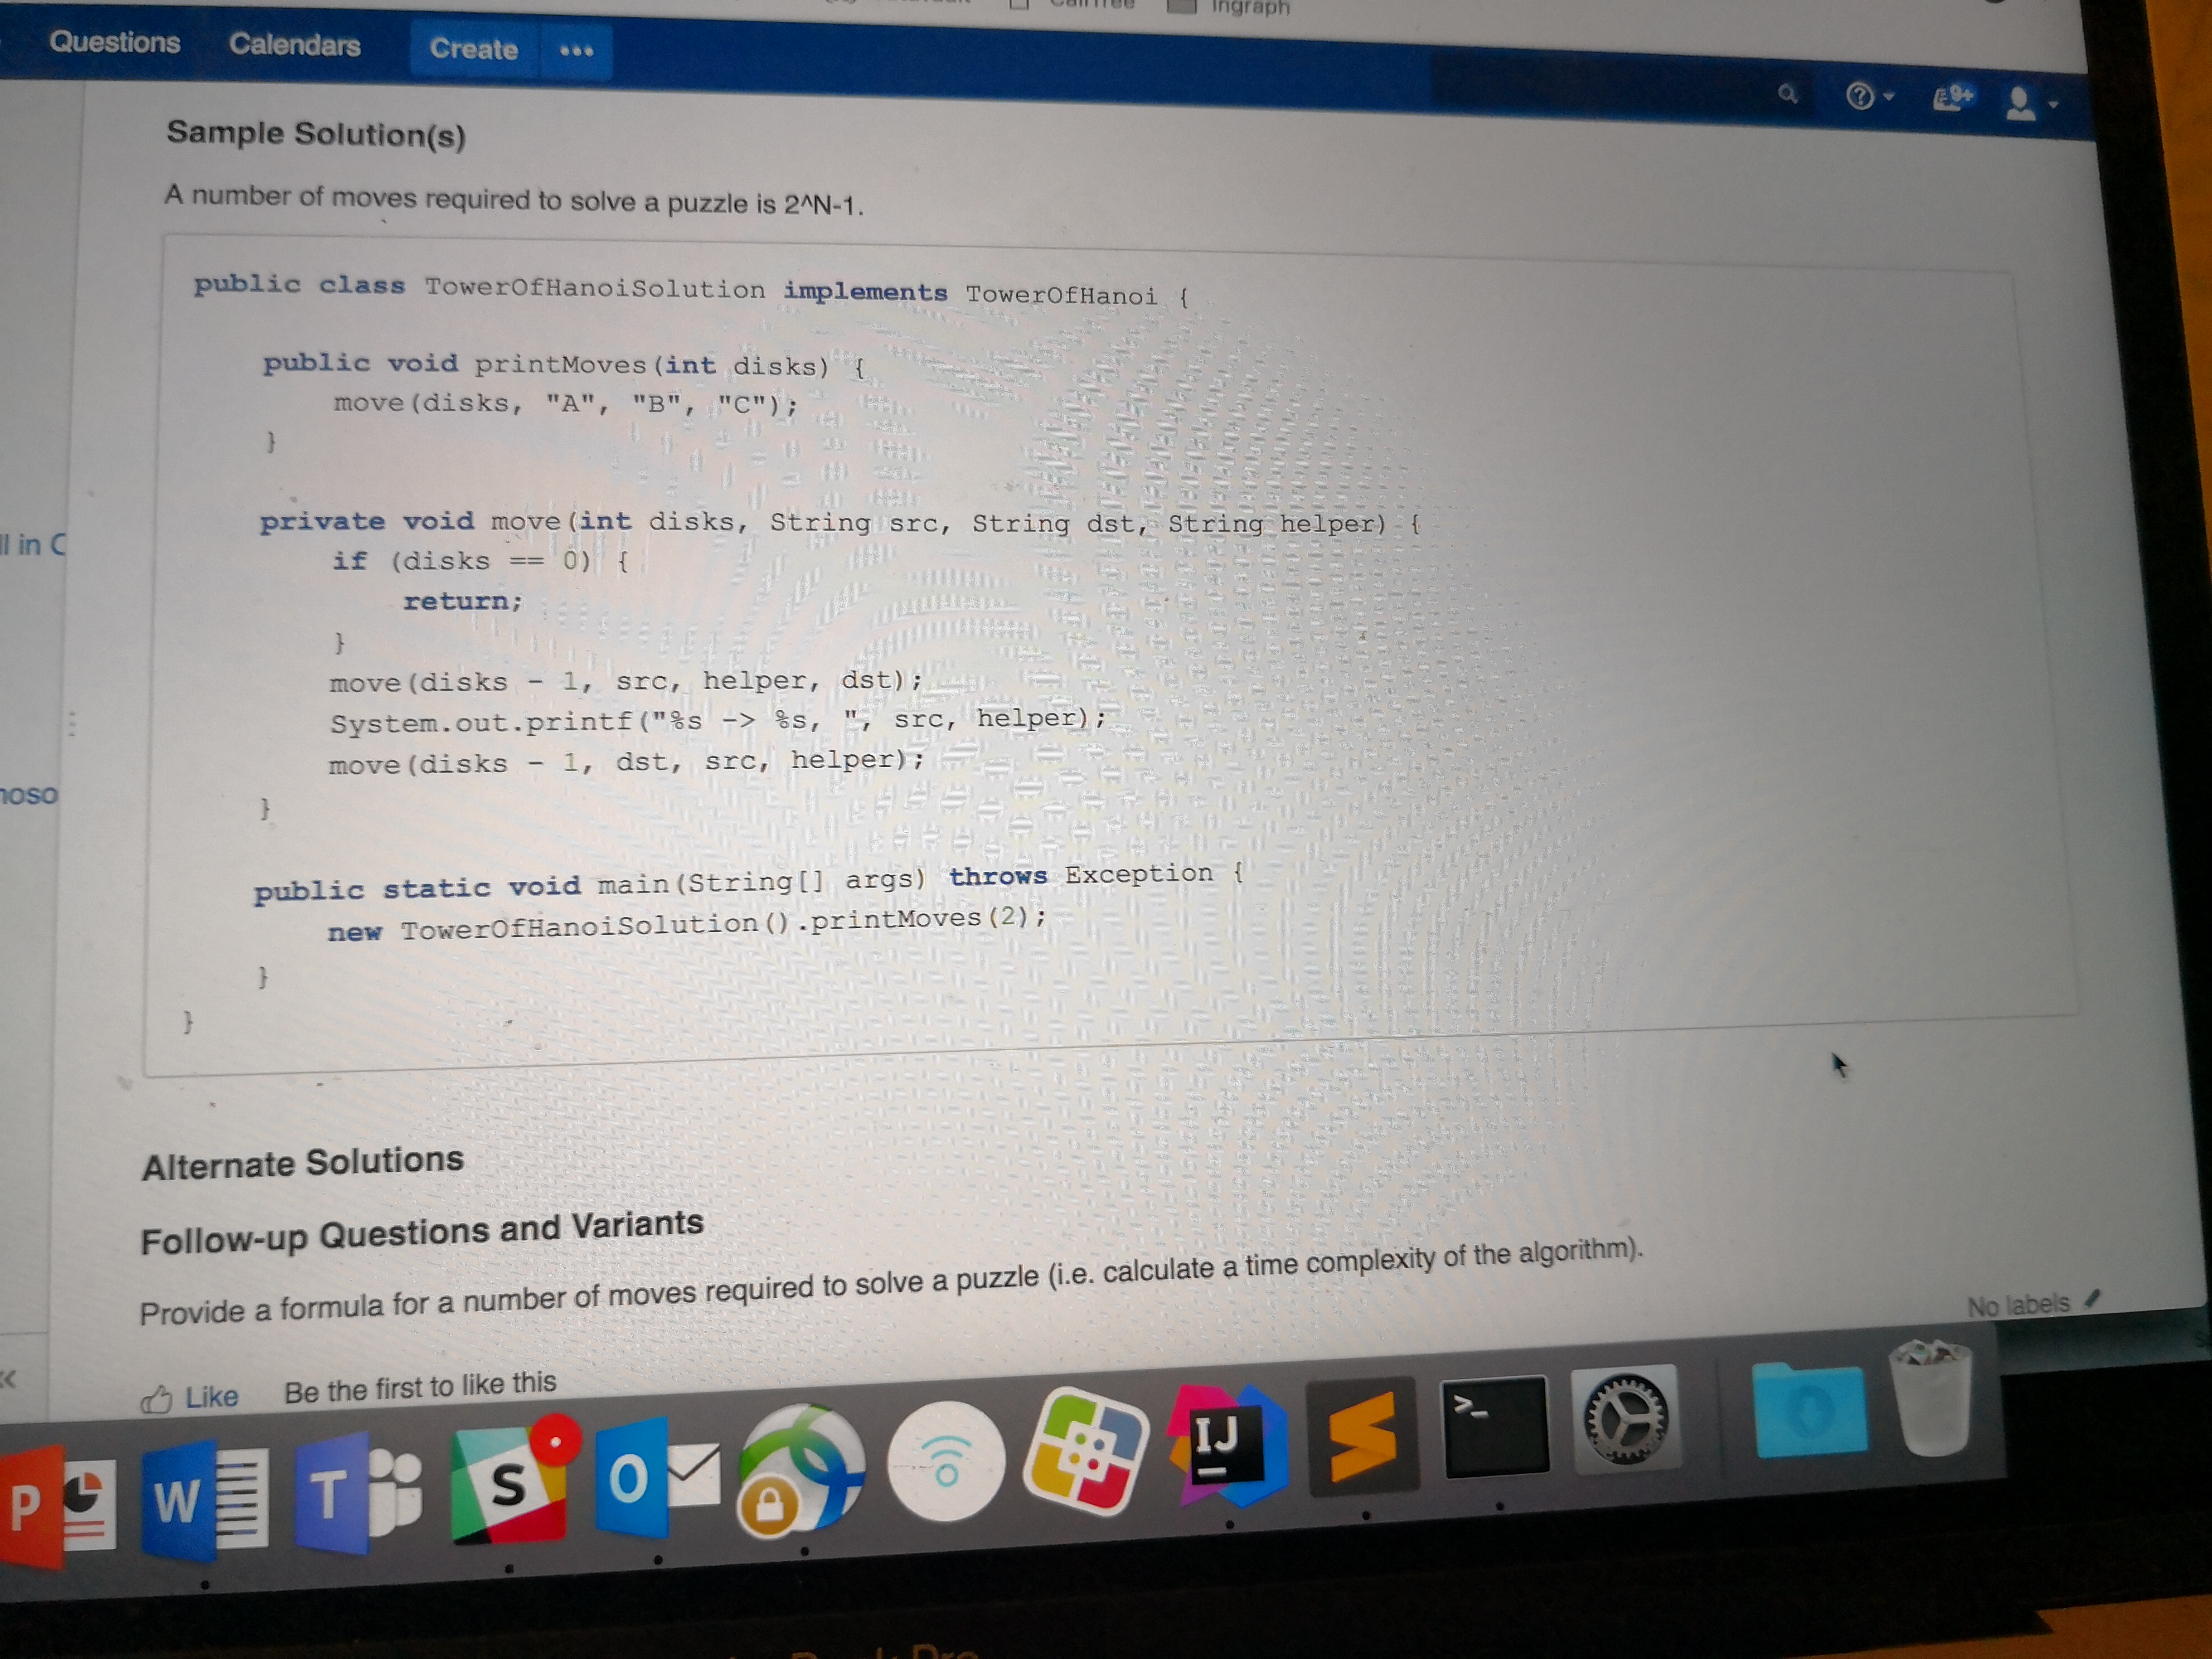 Ingraph
Questions Calendars Create •••
9+
Sample Solution(s)
A number of moves required to solve a puzzle is 2^N-1.
public class TowerOfHanoiSolution implements TowerOfHanoi {
public void printMoves(int disks) {
move(disks, "A", "B", "C");
}
private void move(int disks, String src, String dst, String helper) {
ll in C
if (disks == 0) {
return;
}
move(disks - 1, src, helper, dst);
System.out.printf("%s -> %s, ", src, helper);
move(disks - 1, dst, src, helper);
noso
}
public static void main(String[] args) throws Exception {
new TowerOfHanoiSolution().printMoves(2);
}
}
Alternate Solutions
Follow-up Questions and Variants
Provide a formula for a number of moves required to solve a puzzle (i.e. calculate a time complexity of the algorithm).
No labels
Like Be the first to like this
P W T S O IJ >_